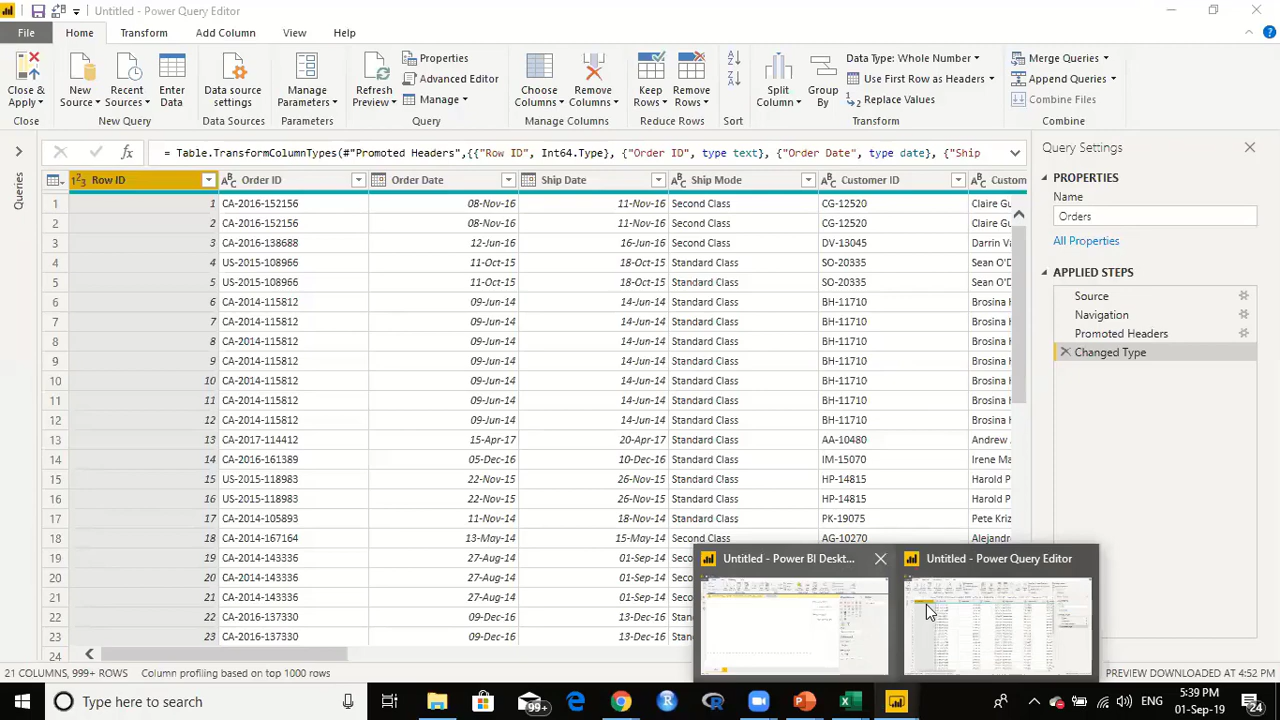 Untitled - Power Query Editor
File Home Transform Add Column View Help
Close & Apply New Source Recent Sources Enter Data Data source settings Manage Parameters Refresh Preview Properties Advanced Editor Manage Choose Columns Remove Columns Keep Rows Remove Rows Split Column Group By Data Type: Whole Number Use First Row as Headers Replace Values Merge Queries Append Queries Combine Files
Close New Query Data Sources Parameters Query Manage Columns Reduce Rows Sort Transform Combine
fx = Table.TransformColumnTypes(#"Promoted Headers",{{"Row ID", Int64.Type}, {"Order ID", type text}, {"Order Date", type date}, {"Ship
Queries
Row ID Order ID Order Date Ship Date Ship Mode Customer ID Custom
1 1 CA-2016-152156 08-Nov-16 11-Nov-16 Second Class CG-12520 Claire Gu
2 2 CA-2016-152156 08-Nov-16 11-Nov-16 Second Class CG-12520 Claire Gu
3 3 CA-2016-138688 12-Jun-16 16-Jun-16 Second Class DV-13045 Darrin Va
4 4 US-2015-108966 11-Oct-15 18-Oct-15 Standard Class SO-20335 Sean O'D
5 5 US-2015-108966 11-Oct-15 18-Oct-15 Standard Class SO-20335 Sean O'D
6 6 CA-2014-115812 09-Jun-14 14-Jun-14 Standard Class BH-11710 Brosina H
7 7 CA-2014-115812 09-Jun-14 14-Jun-14 Standard Class BH-11710 Brosina H
8 8 CA-2014-115812 09-Jun-14 14-Jun-14 Standard Class BH-11710 Brosina H
9 9 CA-2014-115812 09-Jun-14 14-Jun-14 Standard Class BH-11710 Brosina H
10 10 CA-2014-115812 09-Jun-14 14-Jun-14 Standard Class BH-11710 Brosina H
11 11 CA-2014-115812 09-Jun-14 14-Jun-14 Standard Class BH-11710 Brosina H
12 12 CA-2014-115812 09-Jun-14 14-Jun-14 Standard Class BH-11710 Brosina H
13 13 CA-2017-114412 15-Apr-17 20-Apr-17 Standard Class AA-10480 Andrew
14 14 CA-2016-161389 05-Dec-16 10-Dec-16 Standard Class IM-15070 Irene Ma
15 15 US-2015-118983 22-Nov-15 26-Nov-15 Standard Class HP-14815 Harold P
16 16 US-2015-118983 22-Nov-15 26-Nov-15 Standard Class HP-14815 Harold P
17 17 CA-2014-105893 11-Nov-14 18-Nov-14 Standard Class PK-19075 Pete Kriz
18 18 CA-2014-167164 13-May-14 15-May-14 Second Class AG-10270 Alejandro
19 19 CA-2014-143336 27-Aug-14 01-Sep-14 Second
20 20 CA-2014-143336 27-Aug-14 01-Sep-14 Second
21 21 CA-2014-143336 27-Aug-14 01-Sep-14 Second
22 22 CA-2016-137330 09-Dec-16 13-Dec-16 Standard
23 23 CA-2016-137330 09-Dec-16 13-Dec-16 Standard
24
Query Settings
PROPERTIES
Name
Orders
All Properties
APPLIED STEPS
Source
Navigation
Promoted Headers
Changed Type
Untitled - Power BI Deskt... Untitled - Power Query Editor
21 COLUMNS, 999+ ROWS Column profiling based on top 100 PREVIEW DOWNLOADED AT 4:52 PM
Type here to search 99+ ENG 5:39 PM
01-Sep-19 24